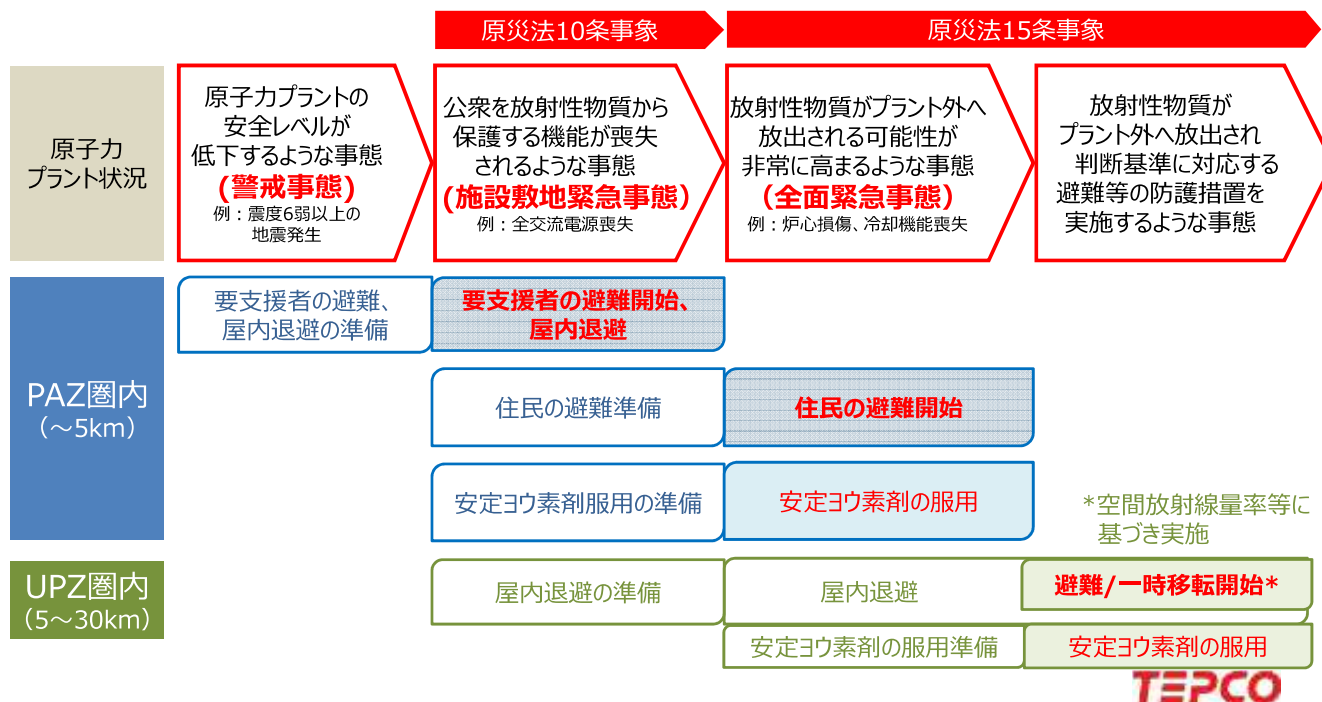 原災法10条事象
原災法15条事象
原子力
プラント状況
原子力プラントの
安全レベルが
低下するような事態
(警戒事態)
例：震度6弱以上の
地震発生
公衆を放射性物質から
保護する機能が喪失
されるような事態
(施設敷地緊急事態）
例：全交流電源喪失
放射性物質がプラント外へ
放出される可能性が
非常に高まるような事態
（全面緊急事態）
例：炉心損傷、冷却機能喪失
放射性物質が
プラント外へ放出され
判断基準に対応する
避難等の防護措置を
実施するような事態
PAZ圏内
（～5km）
要支援者の避難、
屋内退避の準備
要支援者の避難開始、
屋内退避
住民の避難準備
住民の避難開始
安定ヨウ素剤服用の準備
安定ヨウ素剤の服用
*空間放射線量率等に
基づき実施
UPZ圏内
（5～30km）
屋内退避の準備
屋内退避
避難/一時移転開始*
安定ヨウ素剤の服用準備
安定ヨウ素剤の服用
TEPCO